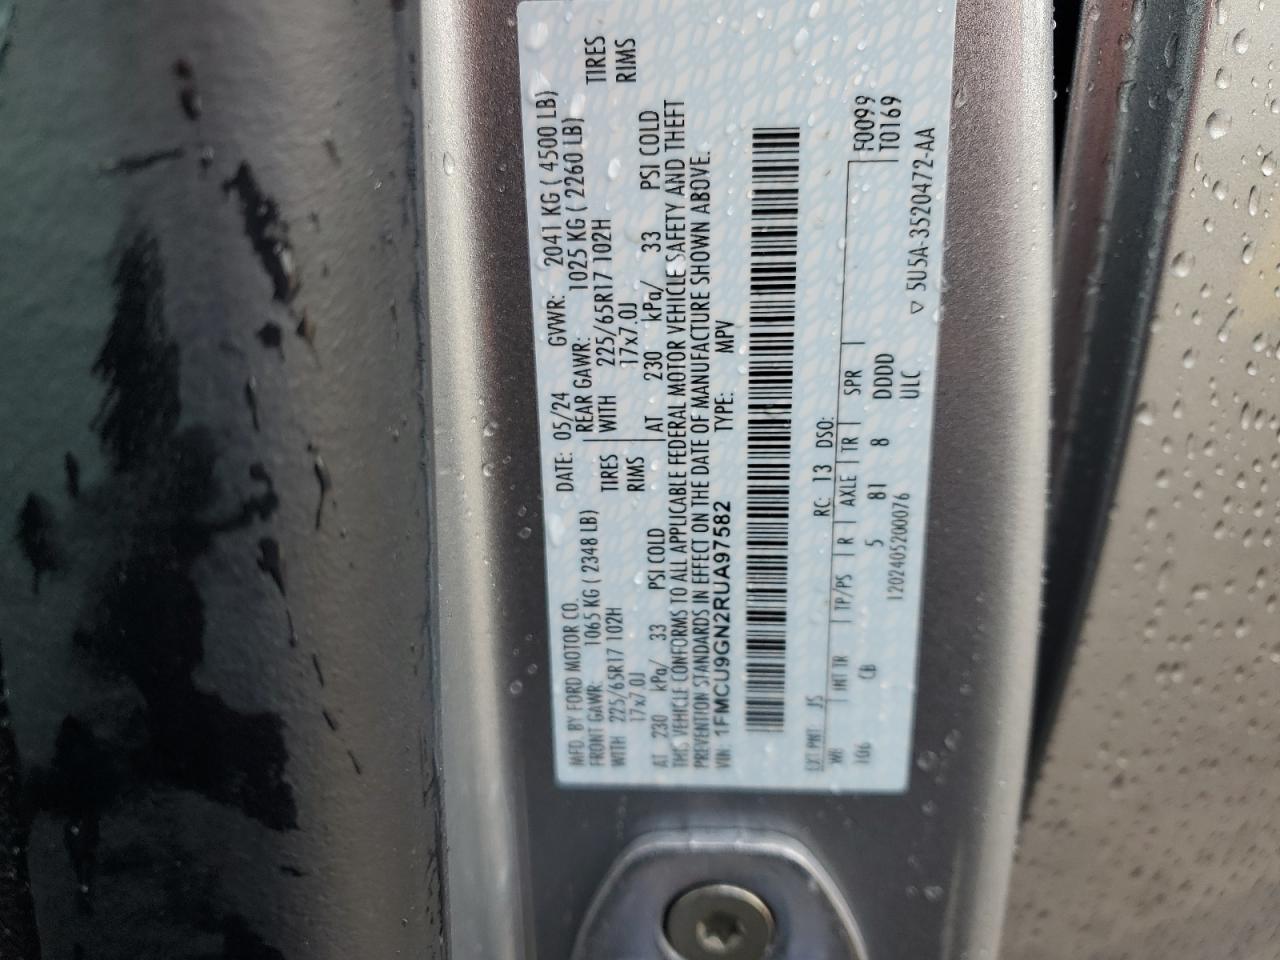 MFD. BY FORD MOTOR CO. DATE: 05/24 GVWR: 2041 KG ( 4500 LB)
FRONT GAWR: 1065 KG ( 2348 LB) REAR GAWR: 1025 KG ( 2260 LB)
WITH 225/65R17 102H TIRES WITH 225/65R17 102H TIRES
17x7.0J RIMS 17x7.0J RIMS
AT 230 kPa/ 33 PSI COLD AT 230 kPa/ 33 PSI COLD
THIS VEHICLE CONFORMS TO ALL APPLICABLE FEDERAL MOTOR VEHICLE SAFETY AND THEFT
PREVENTION STANDARDS IN EFFECT ON THE DATE OF MANUFACTURE SHOWN ABOVE.
VIN: 1FMCU9GN2RUA97582 TYPE: MPV
EXT PNT: JS RC: 13 DSO:
WB INT TR TP/PS R AXLE TR SPR F0099
106 CB 5 81 8 DDDD T0169
120240520076 ULC
▽ 5U5A-3520472-AA